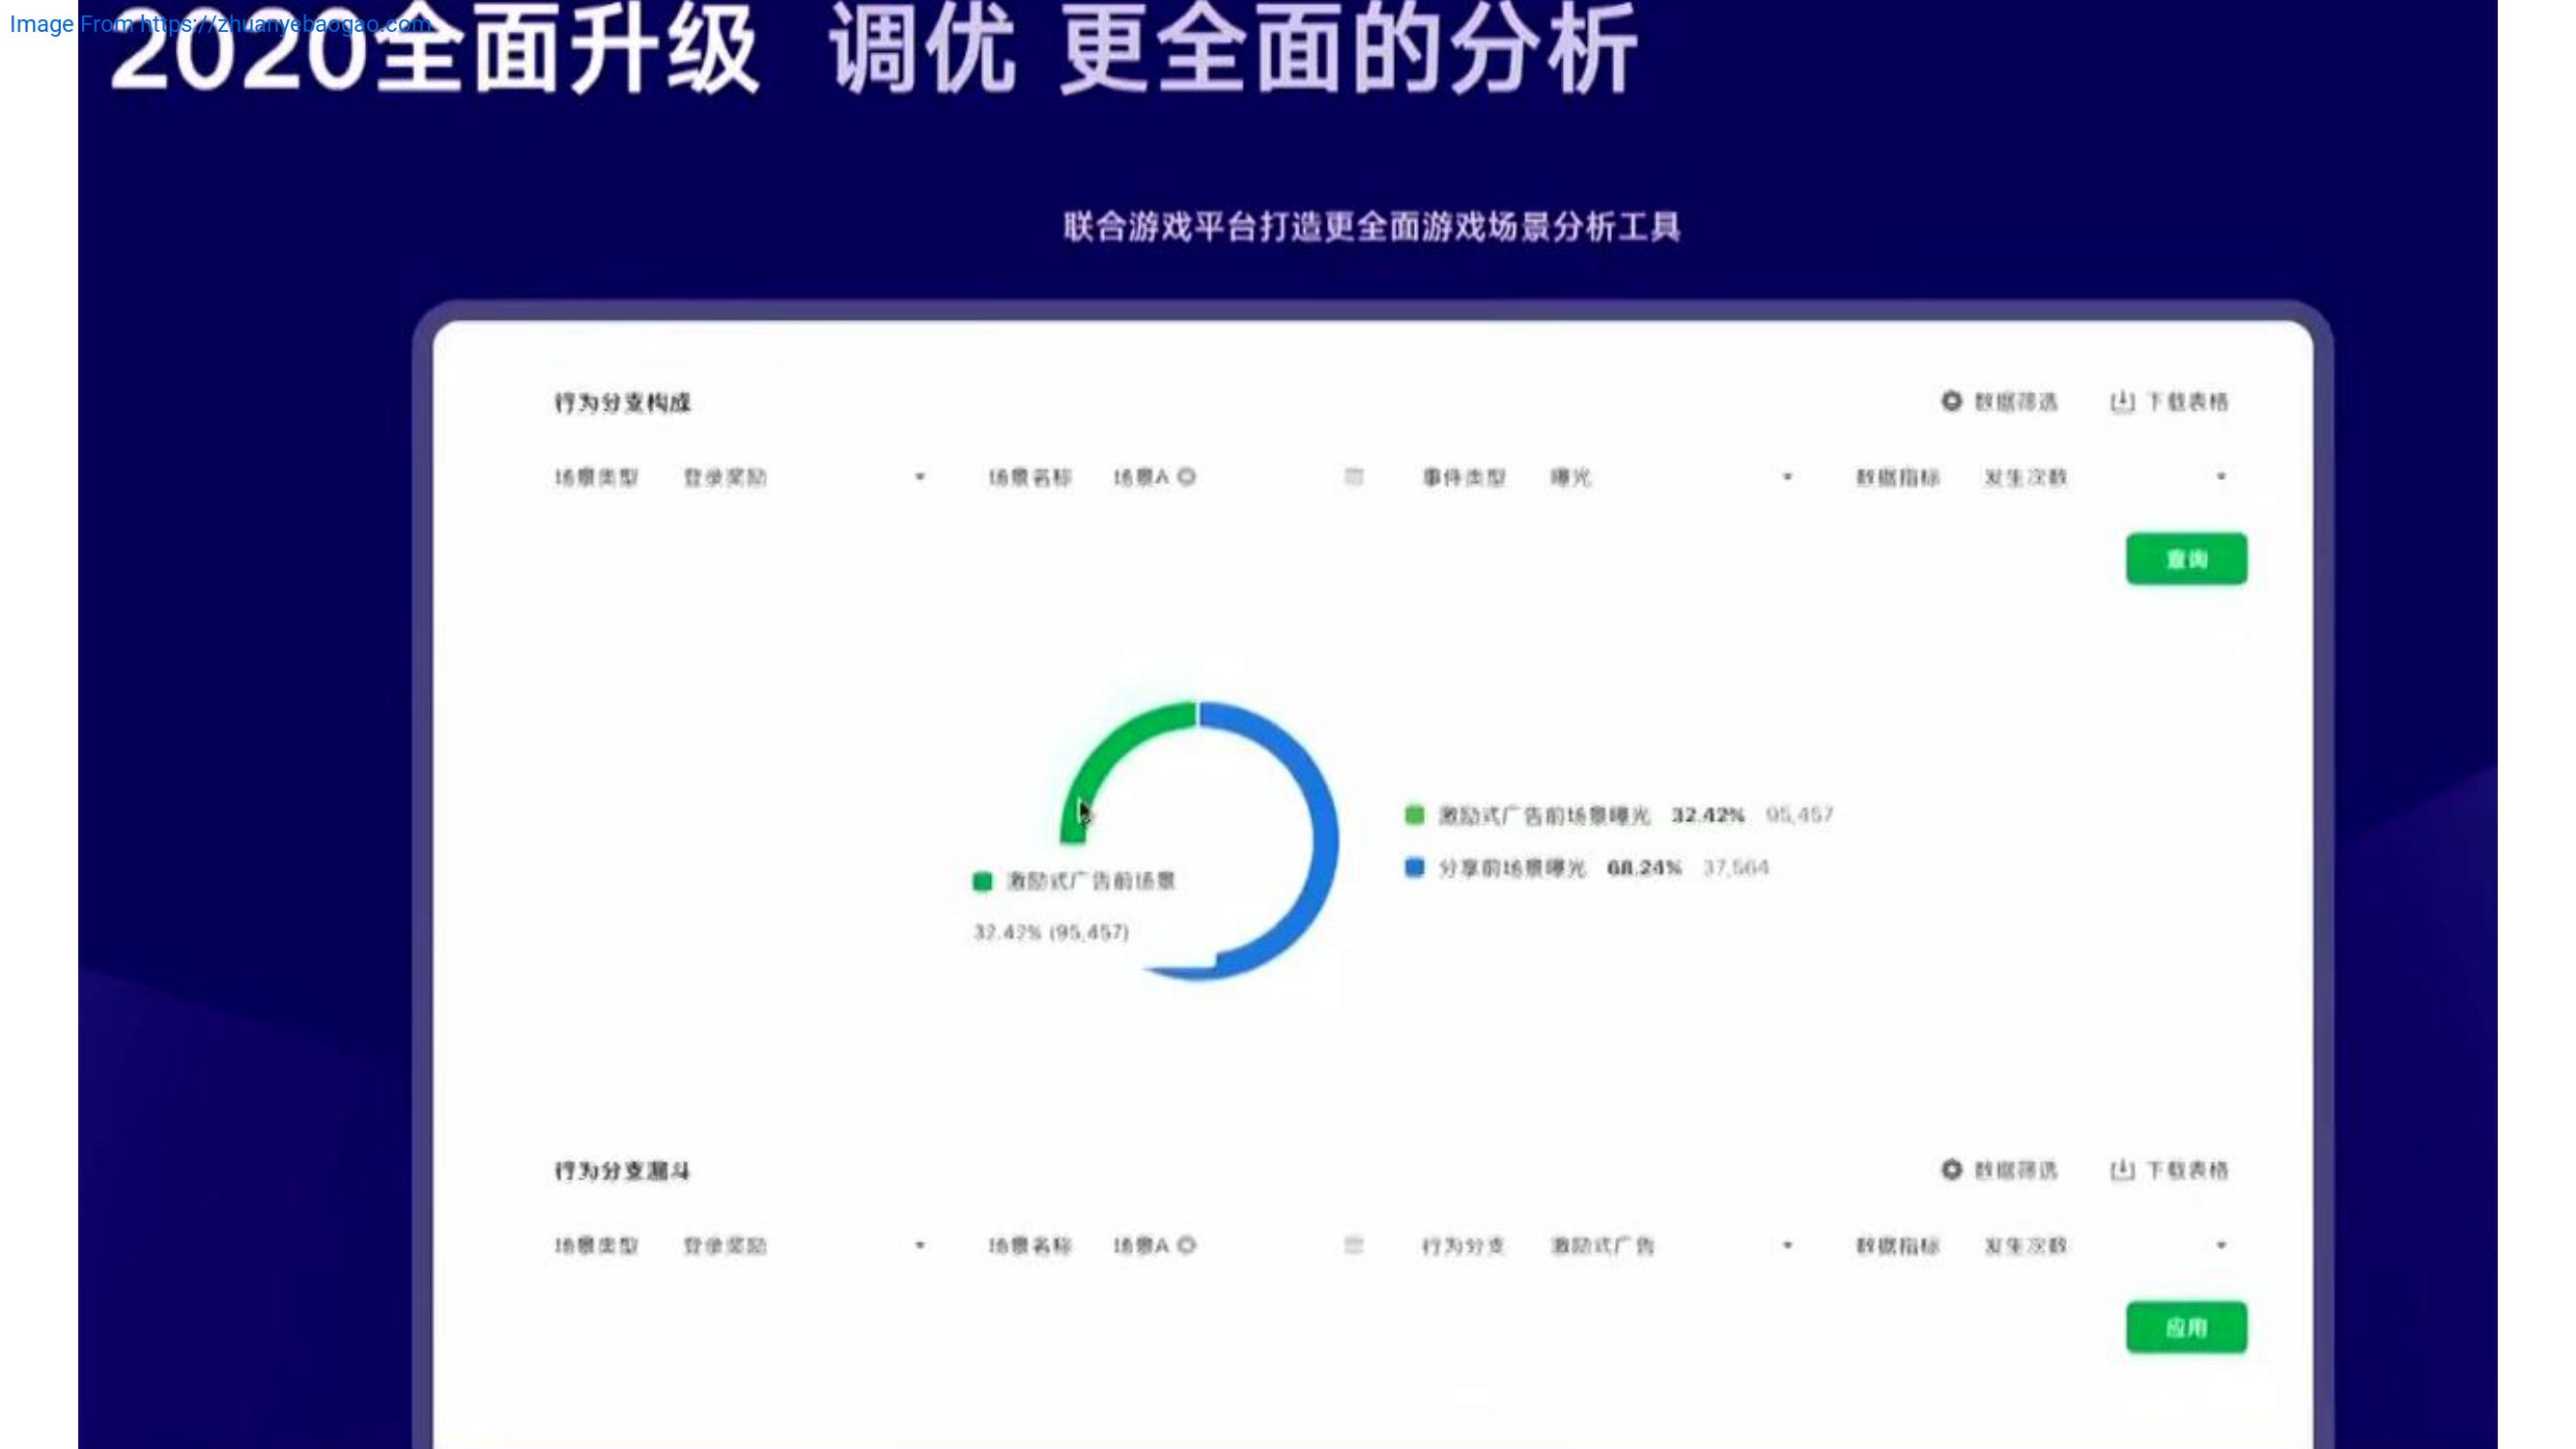 Image From https://zhuanyebaogao.com
2020全面升级 调优 更全面的分析
联合游戏平台打造更全面游戏场景分析工具
行为分支构成 数据筛选 下载表格
场景类型 登录奖励 场景名称 场景A 事件类型 曝光 数据指标 发生次数
查询
激励式广告前场景曝光 32.42% 95,457
分享前场景曝光 68.24% 37,564
激励式广告前场景
32.42% (95,457)
行为分支漏斗 数据筛选 下载表格
场景类型 登录奖励 场景名称 场景A 行为分支 激励式广告 数据指标 发生次数
应用